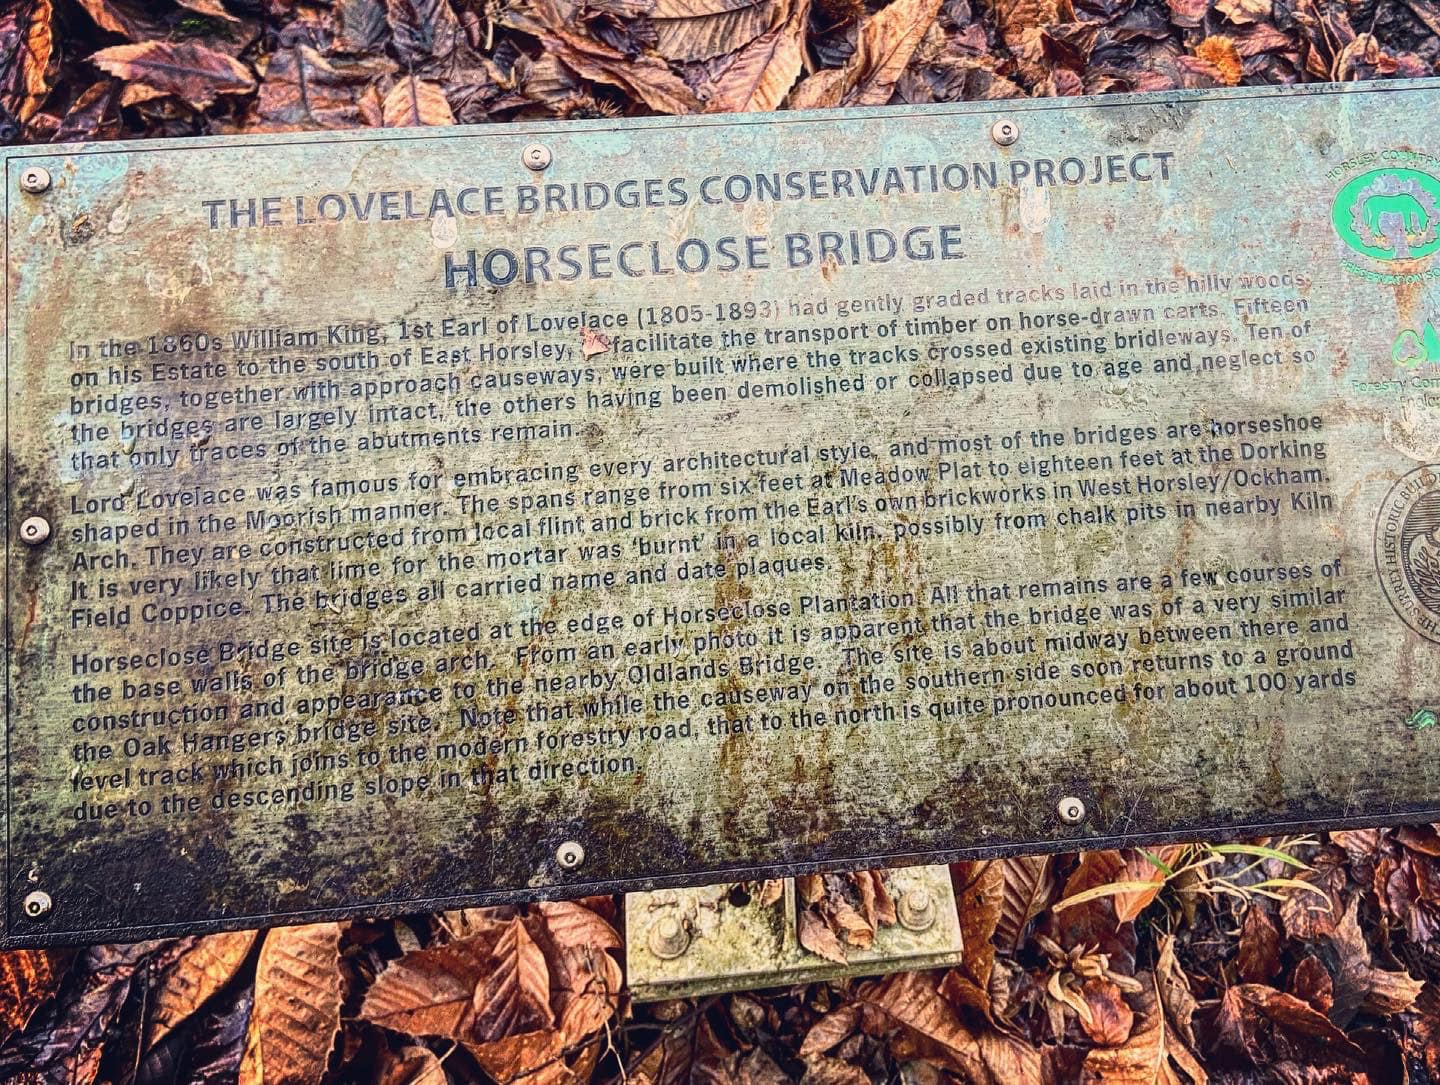 THE LOVELACE BRIDGES CONSERVATION PROJECT
HORSECLOSE BRIDGE
In the 1860s William King, 1st Earl of Lovelace (1805-1893) had gently graded tracks laid in the hilly woods,
on his Estate to the south of East Horsley, facilitate the transport of timber on horse-drawn carts. Fifteen
bridges, together with approach causeways, were built where the tracks crossed existing bridleways. Ten of
the bridges are largely intact, the others having been demolished or collapsed due to age and neglect so
that only traces of the abutments remain.
Lord Lovelace was famous for embracing every architectural style, and most of the bridges are horseshoe
shaped in the Moorish manner. The spans range from six feet at Meadow Plat to eighteen feet at the Dorking
Arch. They are constructed from local flint and brick from the Earl's own brickworks in West Horsley/Ockham.
It is very likely that lime for the mortar was 'burnt' in a local kiln, possibly from chalk pits in nearby Kiln
Field Coppice. The bridges all carried name and date plaques.
Horseclose Bridge site is located at the edge of Horseclose Plantation. All that remains are a few courses of
the base walls of the bridge arch. From an early photo it is apparent that the bridge was of a very similar
construction and appearance to the nearby Oldlands Bridge. The site is about midway between there and
the Oak Hangers bridge site. Note that while the causeway on the southern side soon returns to a ground
level track which joins to the modern forestry road, that to the north is quite pronounced for about 100 yards
due to the descending slope in that direction.
HORSLEY COUNTRY
PRESERVATION SO
Forestry Com
HISTORIC BUILD
SURREY